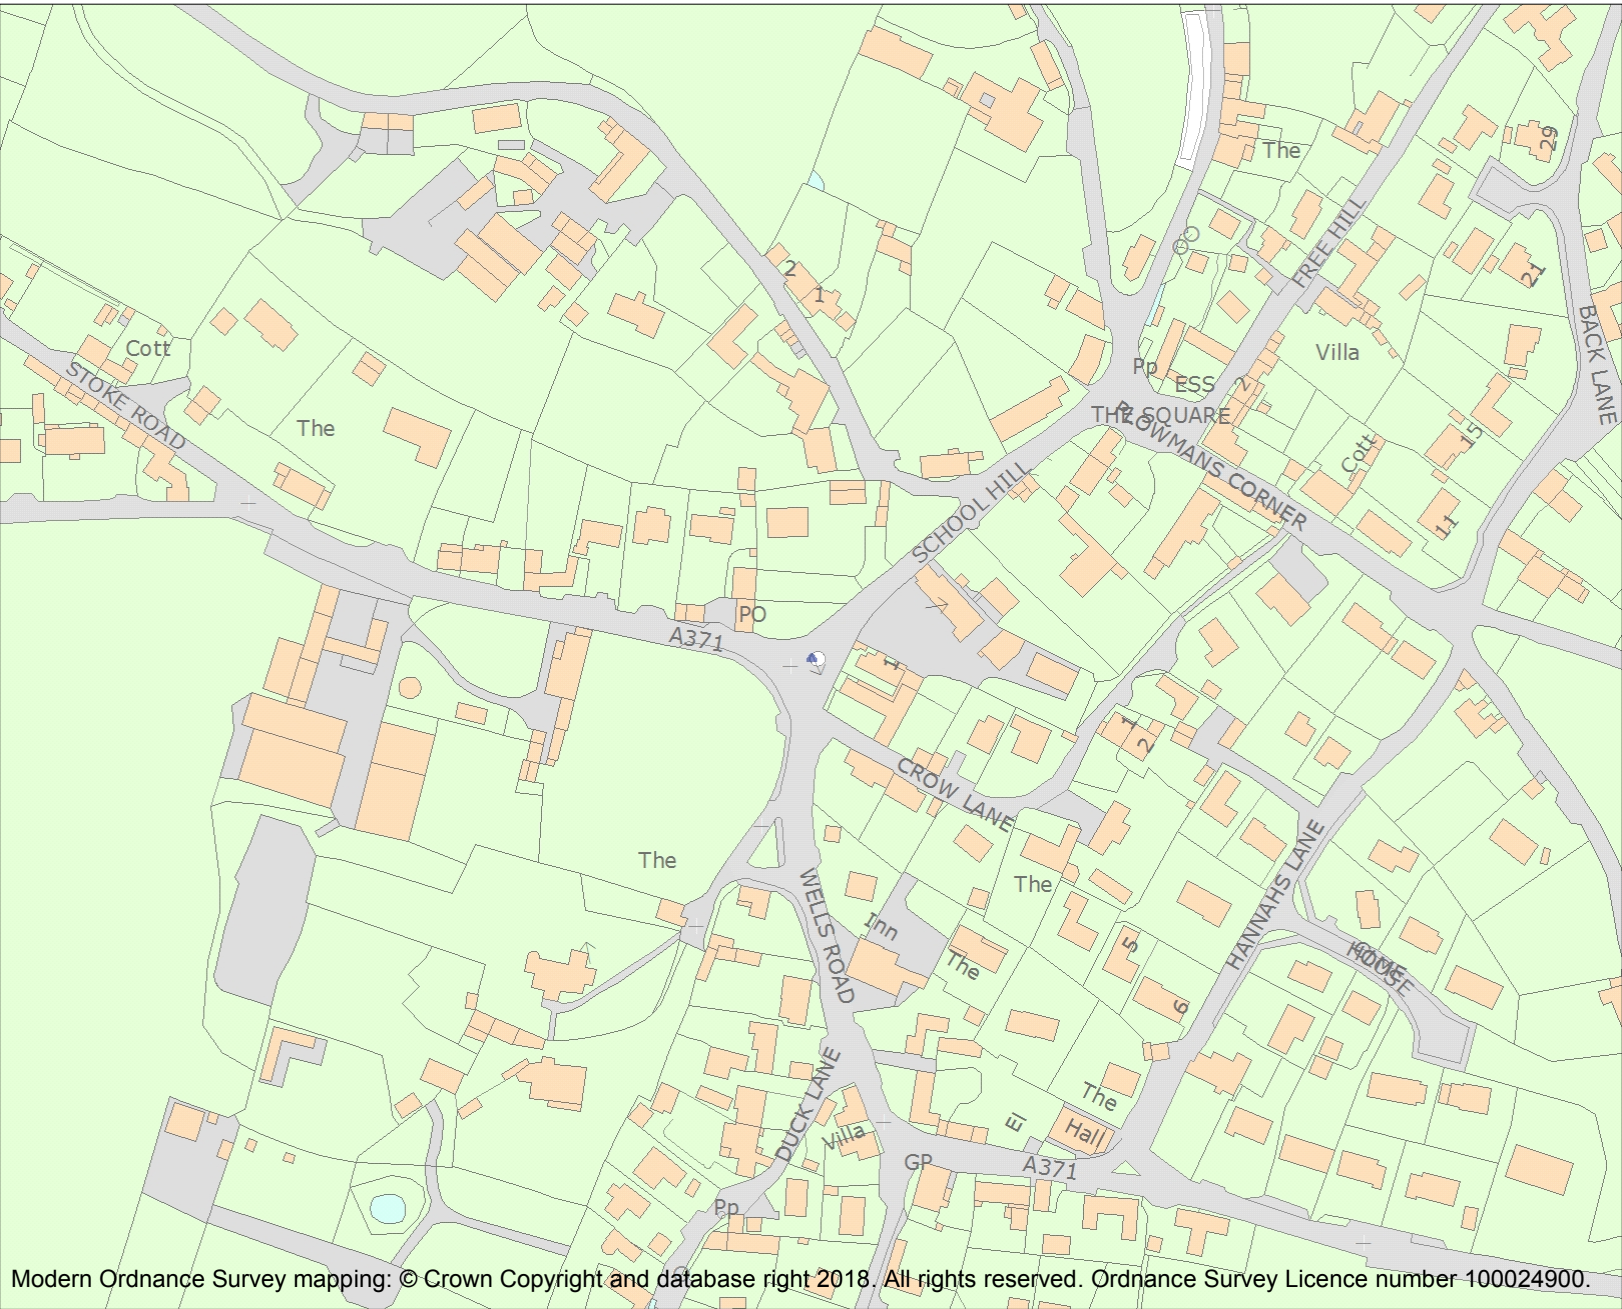 The
29
FREE HILL
2
1
21
BACK LANE
Cott
Villa
Pp
STOKE ROAD
ESS
2
The
THE SQUARE
PLOWMANS CORNER
Cott
15
SCHOOL HILL
11
PO
A371
1
1
2
CROW LANE
The
The
HANNAHS LANE
WELLS ROAD
Inn
5
The
HOUSE
6
DUCK LANE
The
El
Hall
Villa
GP
A371
Pp
Modern Ordnance Survey mapping: © Crown Copyright and database right 2018. All rights reserved. Ordnance Survey Licence number 100024900.